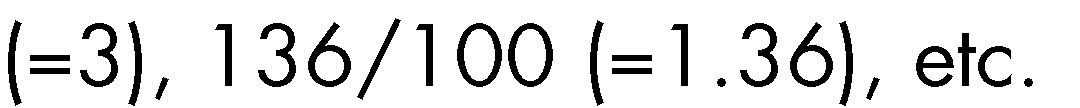 (=3), 136/100 (=1.36), etc.